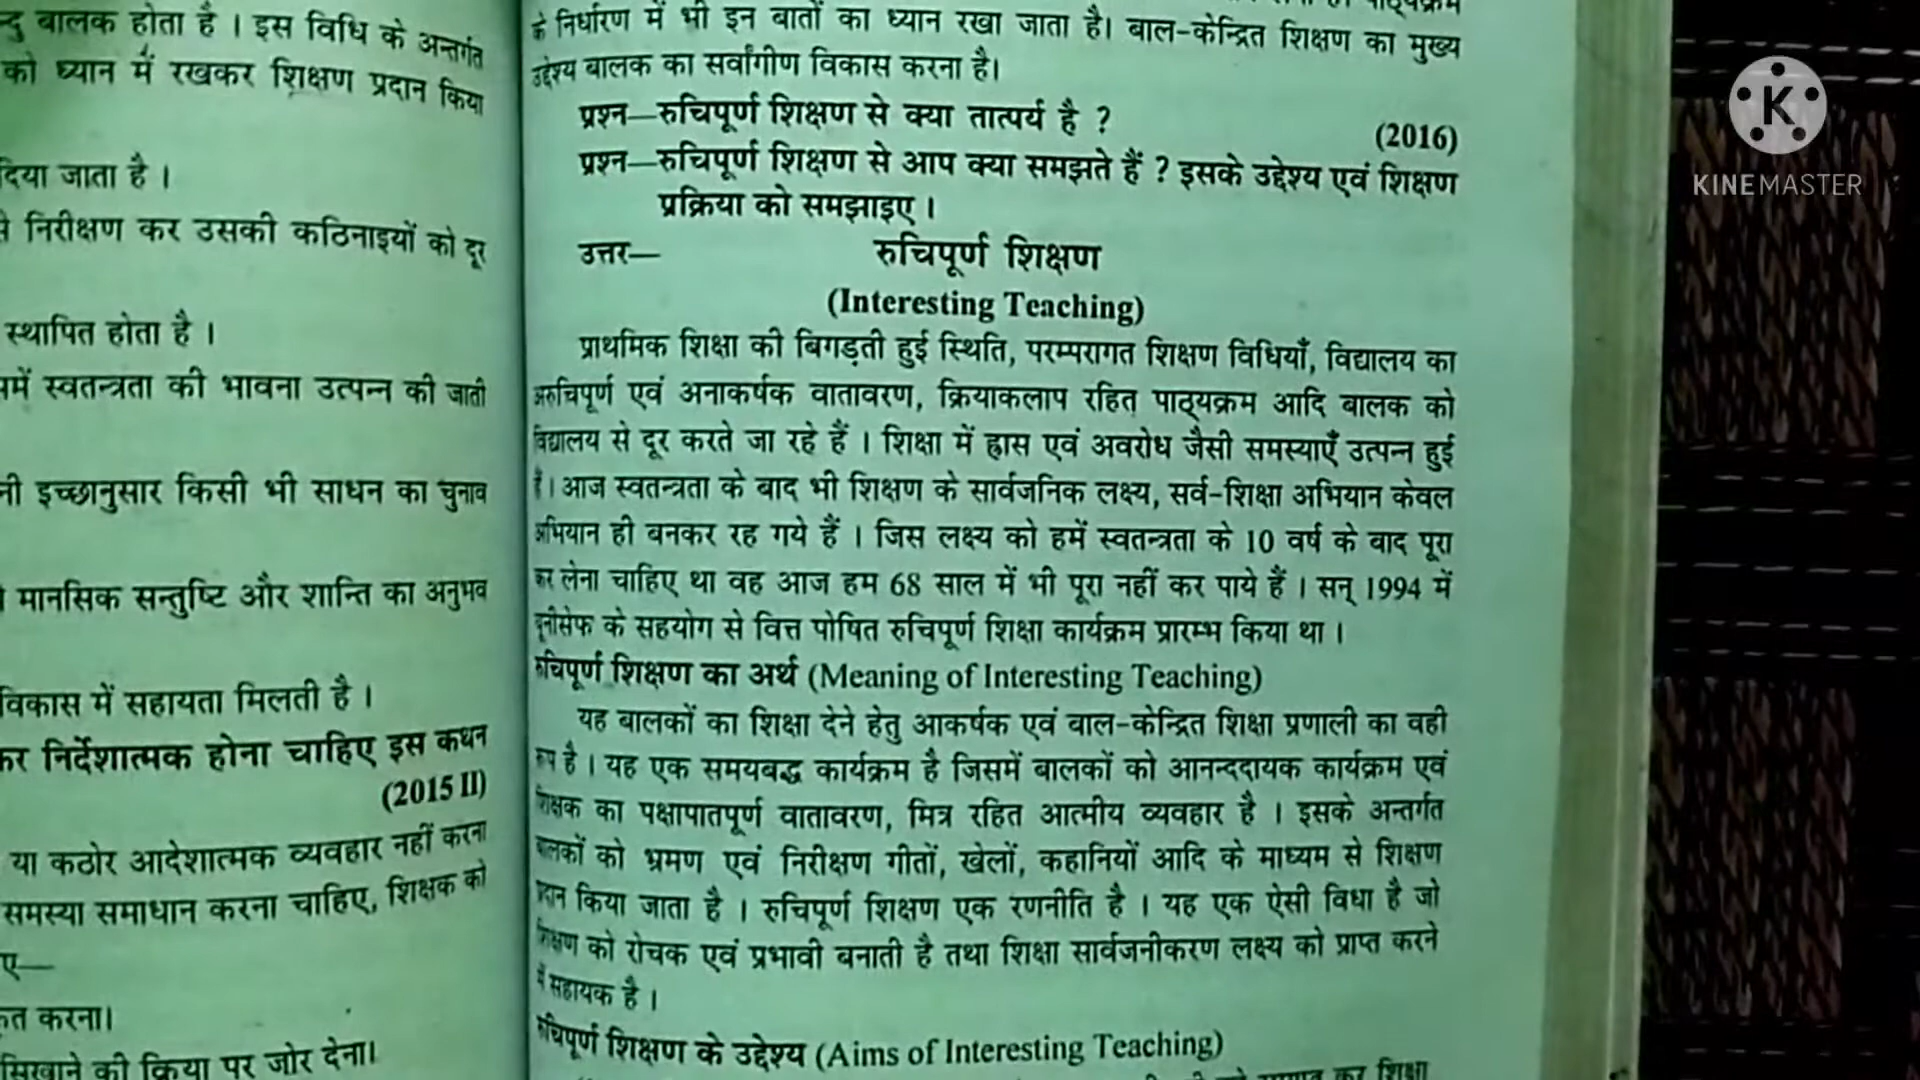 बालक होता है । इस विधि के अन्तर्गत
को ध्यान में रखकर शिक्षण प्रदान किया
दिया जाता है ।
निरीक्षण कर उसकी कठिनाइयों को दूर
स्थापित होता है ।
में स्वतन्त्रता की भावना उत्पन्न की जाती
इच्छानुसार किसी भी साधन का चुनाव
मानसिक सन्तुष्टि और शान्ति का अनुभव
विकास में सहायता मिलती है ।
कर निर्देशात्मक होना चाहिए इस कथन
(2015 II)
या कठोर आदेशात्मक व्यवहार नहीं करना
समस्या समाधान करना चाहिए, शिक्षक को
करना।
सिखाने की क्रिया पर जोर देना।
के निर्धारण में भी इन बातों का ध्यान रखा जाता है। बाल-केन्द्रित शिक्षण का मुख्य
उद्देश्य बालक का सर्वांगीण विकास करना है।
प्रश्न—रुचिपूर्ण शिक्षण से क्या तात्पर्य है ?
(2016)
प्रश्न—रुचिपूर्ण शिक्षण से आप क्या समझते हैं ? इसके उद्देश्य एवं शिक्षण
प्रक्रिया को समझाइए ।
उत्तर— रुचिपूर्ण शिक्षण
(Interesting Teaching)
प्राथमिक शिक्षा की बिगड़ती हुई स्थिति, परम्परागत शिक्षण विधियाँ, विद्यालय का
अरुचिपूर्ण एवं अनाकर्षक वातावरण, क्रियाकलाप रहित पाठ्यक्रम आदि बालक को
विद्यालय से दूर करते जा रहे हैं । शिक्षा में ह्रास एवं अवरोध जैसी समस्याएँ उत्पन्न हुई
हैं । आज स्वतन्त्रता के बाद भी शिक्षण के सार्वजनिक लक्ष्य, सर्व-शिक्षा अभियान केवल
अभियान ही बनकर रह गये हैं । जिस लक्ष्य को हमें स्वतन्त्रता के 10 वर्ष के बाद पूरा
कर लेना चाहिए था वह आज हम 68 साल में भी पूरा नहीं कर पाये हैं । सन् 1994 में
यूनीसेफ के सहयोग से वित्त पोषित रुचिपूर्ण शिक्षा कार्यक्रम प्रारम्भ किया था ।
रुचिपूर्ण शिक्षण का अर्थ (Meaning of Interesting Teaching)
यह बालकों का शिक्षा देने हेतु आकर्षक एवं बाल-केन्द्रित शिक्षा प्रणाली का वही
रूप है । यह एक समयबद्ध कार्यक्रम है जिसमें बालकों को आनन्ददायक कार्यक्रम एवं
शिक्षक का पक्षापातपूर्ण वातावरण, मित्र रहित आत्मीय व्यवहार है । इसके अन्तर्गत
बालकों को भ्रमण एवं निरीक्षण गीतों, खेलों, कहानियों आदि के माध्यम से शिक्षण
प्रदान किया जाता है । रुचिपूर्ण शिक्षण एक रणनीति है । यह एक ऐसी विधा है जो
शिक्षण को रोचक एवं प्रभावी बनाती है तथा शिक्षा सार्वजनीकरण लक्ष्य को प्राप्त करने
में सहायक है ।
रुचिपूर्ण शिक्षण के उद्देश्य (Aims of Interesting Teaching)
कर शिक्षा
K
KINEMASTER